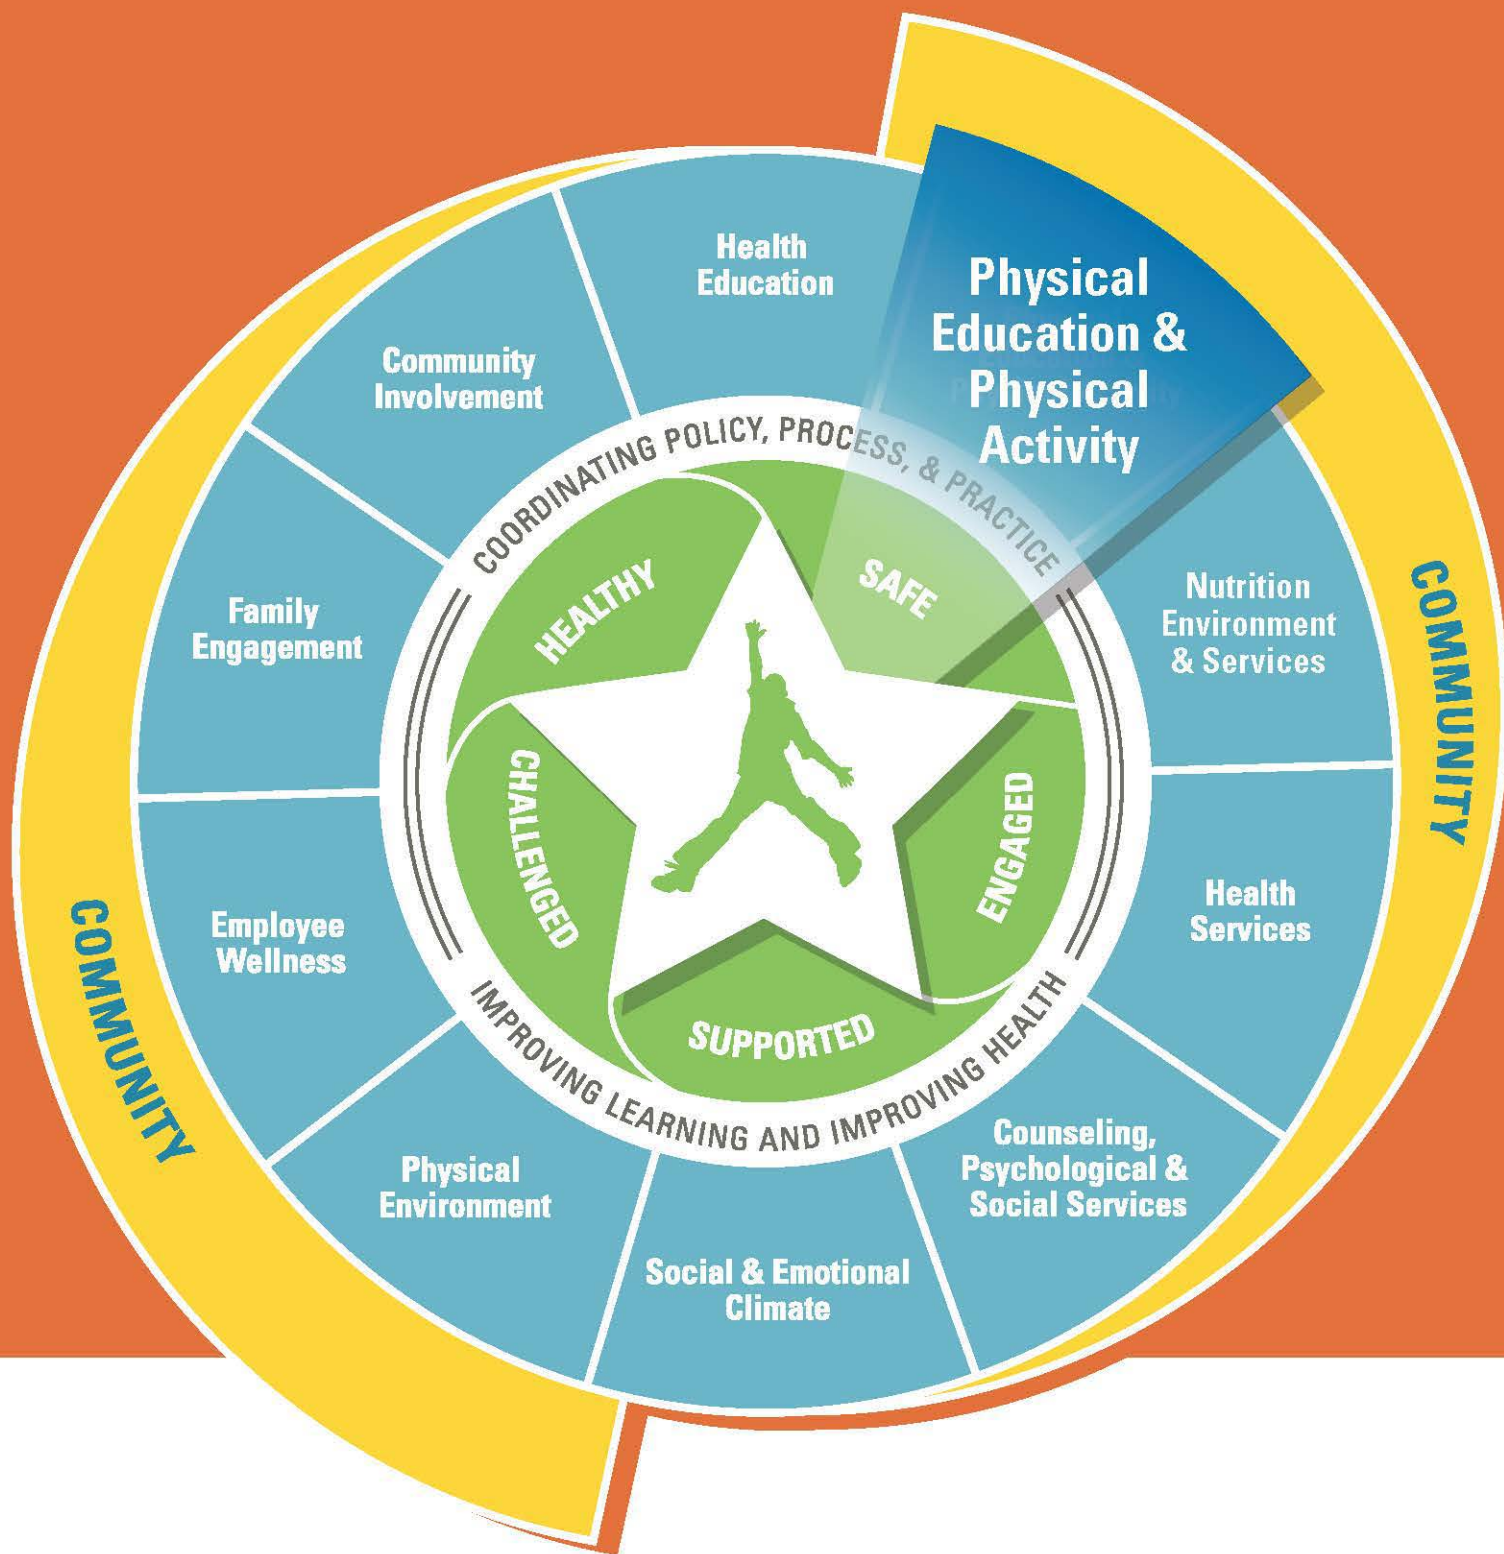 Health
Education
Physical
Education &
Physical
Activity
Nutrition
Environment
& Services
Health
Services
Counseling,
Psychological &
Social Services
Social & Emotional
Climate
Physical
Environment
Employee
Wellness
Family
Engagement
Community
Involvement
COMMUNITY
COMMUNITY
COORDINATING POLICY, PROCESS, & PRACTICE
IMPROVING LEARNING AND IMPROVING HEALTH
HEALTHY
SAFE
ENGAGED
SUPPORTED
CHALLENGED